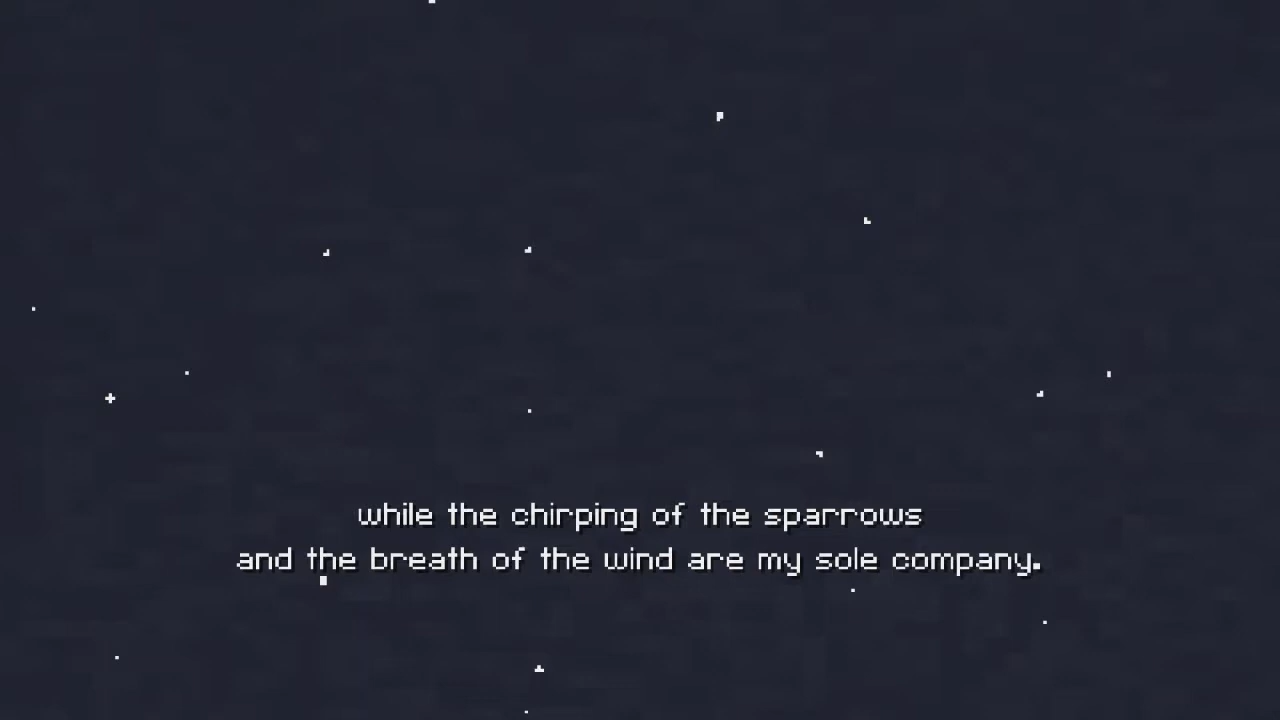 while the chirping of the sparrows
and the breath of the wind are my sole company.